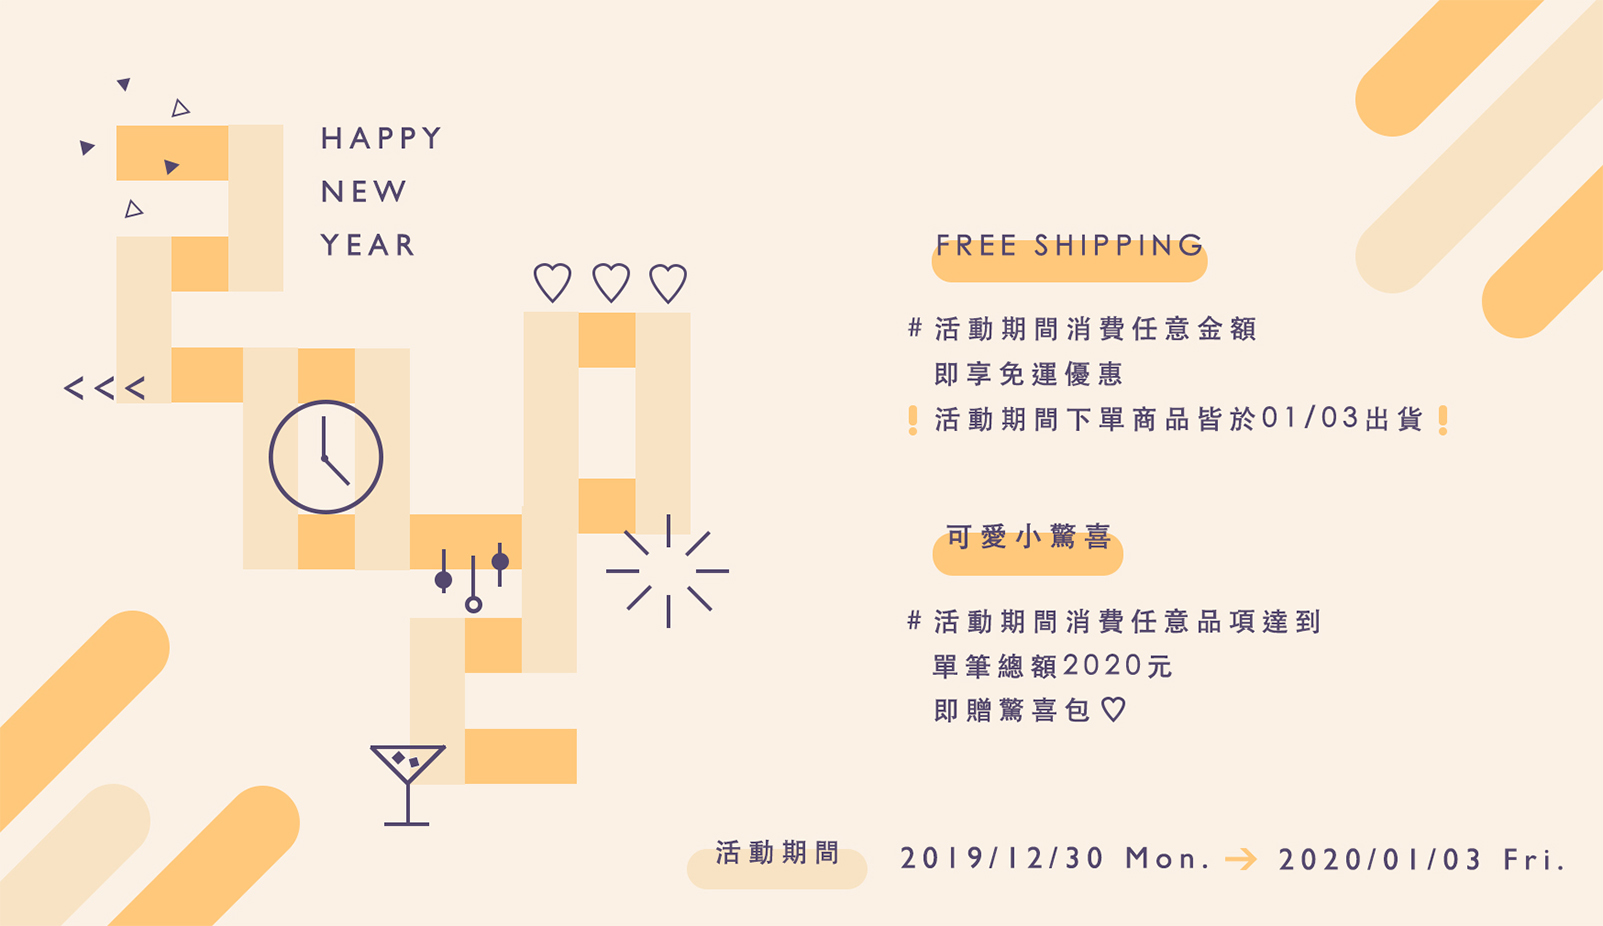 HAPPY
NEW
YEAR
FREE SHIPPING
#活動期間消費任意金額
即享免運優惠
活動期間下單商品皆於01/03出貨
可愛小驚喜
#活動期間消費任意品項達到
單筆總額2020元
即贈驚喜包♡
活動期間 2019/12/30 Mon. → 2020/01/03 Fri.